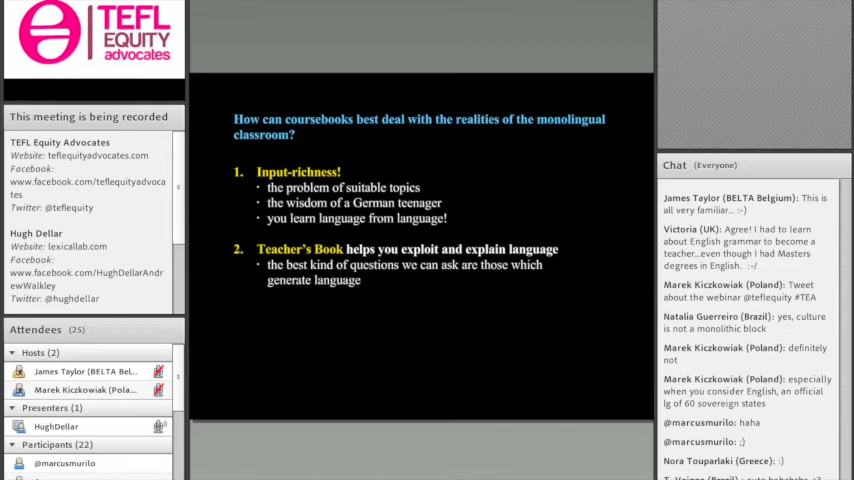 TEFL
EQUITY
advocates
This meeting is being recorded
TEFL Equity Advocates
Website: teflequityadvocates.com
Facebook:
www.facebook.com/teflequityadvoca
tes
Twitter: @teflequity
Hugh Dellar
Website: lexicallab.com
Facebook:
www.facebook.com/HughDellarAndr
ewWalkley
Twitter: @hughdellar
Attendees (25)
Hosts (2)
James Taylor (BELTA Bel...
Marek Kiczkowiak (Pola...
Presenters (1)
HughDellar
Participants (22)
@marcusmurilo
How can coursebooks best deal with the realities of the monolingual
classroom?
1. Input-richness!
· the problem of suitable topics
· the wisdom of a German teenager
· you learn language from language!
2. Teacher's Book helps you exploit and explain language
· the best kind of questions we can ask are those which
generate language
Chat (Everyone)
James Taylor (BELTA Belgium): This is
all very familiar... :-)
Victoria (UK): Agree! I had to learn
about English grammar to become a
teacher...even though I had Masters
degrees in English. :-/
Marek Kiczkowiak (Poland): Tweet
about the webinar @teflequity #TEA
Natalia Guerreiro (Brazil): yes, culture
is not a monolithic block
Marek Kiczkowiak (Poland): definitely
not
Marek Kiczkowiak (Poland): especially
when you consider English, an official
lg of 60 sovereign states
@marcusmurilo: haha
@marcusmurilo: ;)
Nora Touparlaki (Greece): :)